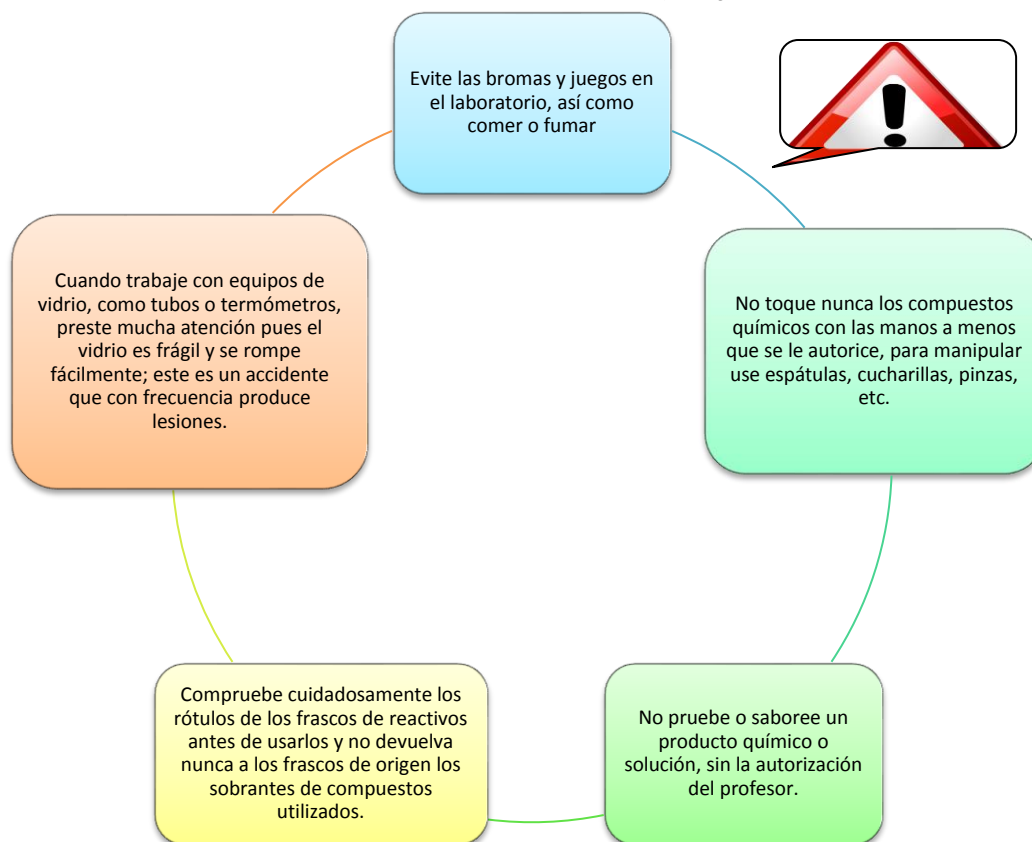 Evite las bromas y juegos en
el laboratorio, así como
comer o fumar
No toque nunca los compuestos
químicos con las manos a menos
que se le autorice, para manipular
use espátulas, cucharillas, pinzas,
etc.
No pruebe o saboree un
producto químico o
solución, sin la autorización
del profesor.
Compruebe cuidadosamente los
rótulos de los frascos de reactivos
antes de usarlos y no devuelva
nunca a los frascos de origen los
sobrantes de compuestos
utilizados.
Cuando trabaje con equipos de
vidrio, como tubos o termómetros,
preste mucha atención pues el
vidrio es frágil y se rompe
fácilmente; este es un accidente
que con frecuencia produce
lesiones.